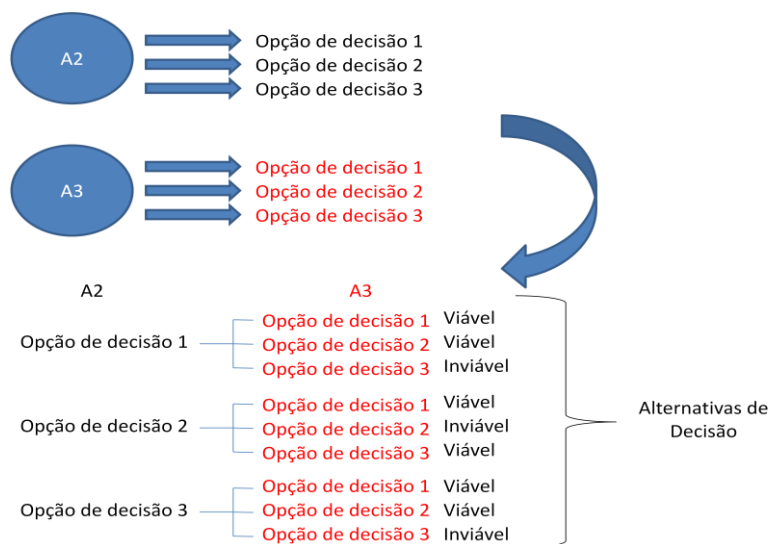 A2
Opção de decisão 1
Opção de decisão 2
Opção de decisão 3
A3
Opção de decisão 1
Opção de decisão 2
Opção de decisão 3
A2 A3
Opção de decisão 1
Opção de decisão 1 Viável
Opção de decisão 2 Viável
Opção de decisão 3 Inviável
Opção de decisão 2
Opção de decisão 1 Viável
Opção de decisão 2 Inviável
Opção de decisão 3 Viável
Opção de decisão 3
Opção de decisão 1 Viável
Opção de decisão 2 Viável
Opção de decisão 3 Inviável
Alternativas de
Decisão